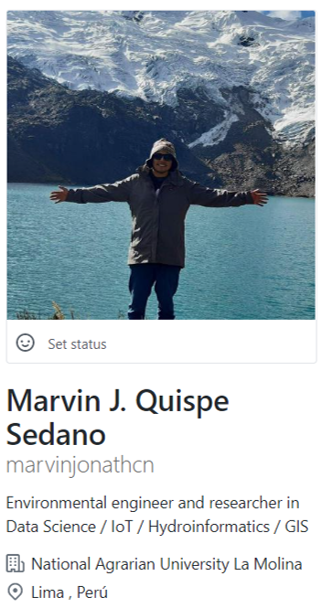 Set status
Marvin J. Quispe
Sedano
marvinjonathcn
Environmental engineer and researcher in
Data Science / IoT / Hydroinformatics / GIS
National Agrarian University La Molina
Lima , Perú